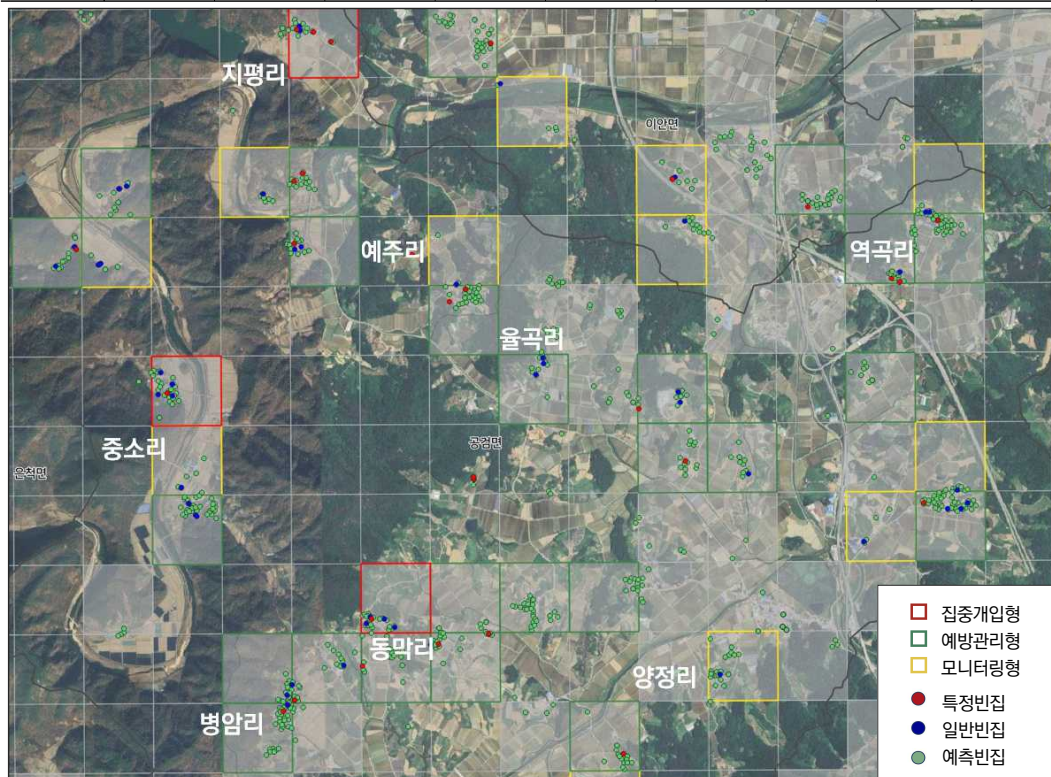 지평리
이안면
예주리
역곡리
율곡리
중소리
공검면
은척면
동막리
양정리
병암리
집중개입형
예방관리형
모니터링형
특정빈집
일반빈집
예측빈집